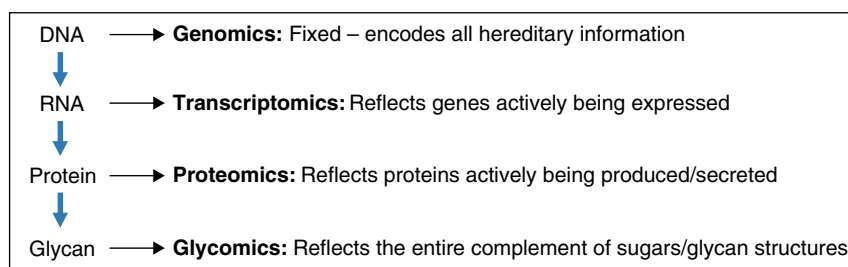 DNA Genomics: Fixed – encodes all hereditary information
RNA Transcriptomics: Reflects genes actively being expressed
Protein Proteomics: Reflects proteins actively being produced/secreted
Glycan Glycomics: Reflects the entire complement of sugars/glycan structures